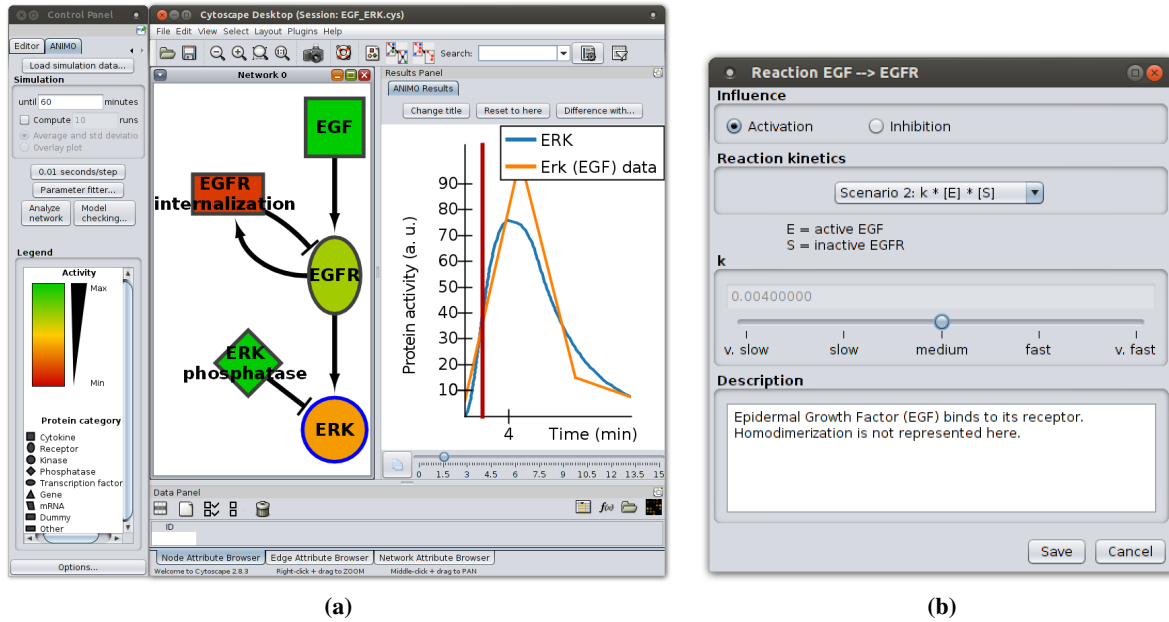 Control Panel
Editor
ANIMO
Load simulation data...
Simulation
until 60 minutes
Compute 10 runs
Average and std deviatio
Overlay plot
0.01 seconds/step
Parameter fitter...
Analyze network
Model checking...
Legend
Activity
Max
Min
Protein category
Cytokine
Receptor
Kinase
Phosphatase
Transcription factor
Gene
mRNA
Dummy
Other
Options...
Cytoscape Desktop (Session: EGF_ERK.cys)
File Edit View Select Layout Plugins Help
Search:
Network 0
EGF
EGFR
internalization
EGFR
ERK
phosphatase
ERK
Results Panel
ANIMO Results
Change title
Reset to here
Difference with...
ERK
Erk (EGF) data
Protein activity (a. u.)
90
80
70
60
50
40
30
20
10
4
Time (min)
0 1.5 3 4.5 6 7.5 9 10.5 12 13.5 15
Data Panel
f(x)
ID
Node Attribute Browser
Edge Attribute Browser
Network Attribute Browser
Welcome to Cytoscape 2.8.3
Right-click + drag to ZOOM
Middle-click + drag to PAN
(a)
Reaction EGF --> EGFR
Influence
Activation
Inhibition
Reaction kinetics
Scenario 2: k * [E] * [S]
E = active EGF
S = inactive EGFR
k
0.00400000
v. slow
slow
medium
fast
v. fast
Description
Epidermal Growth Factor (EGF) binds to its receptor.
Homodimerization is not represented here.
Save
Cancel
(b)